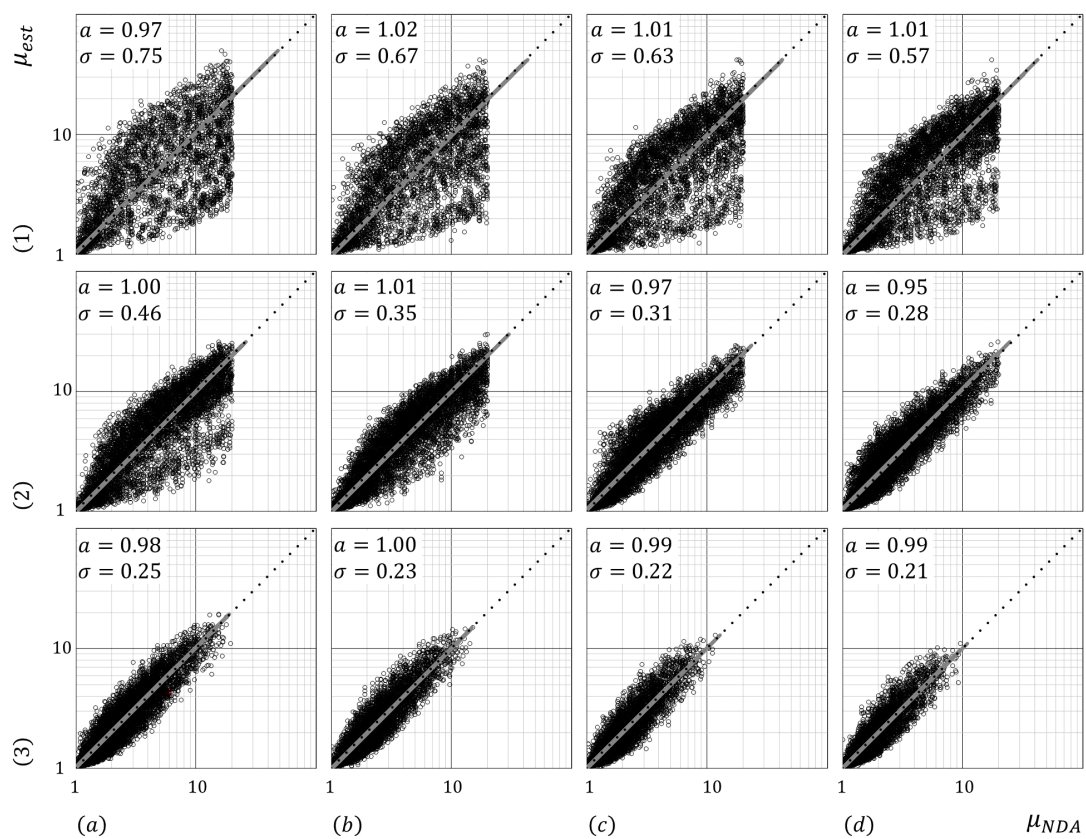 μ_est
a = 0.97
σ = 0.75
a = 1.02
σ = 0.67
a = 1.01
σ = 0.63
a = 1.01
σ = 0.57
10
1
(1)
a = 1.00
σ = 0.46
a = 1.01
σ = 0.35
a = 0.97
σ = 0.31
a = 0.95
σ = 0.28
10
1
(2)
a = 0.98
σ = 0.25
a = 1.00
σ = 0.23
a = 0.99
σ = 0.22
a = 0.99
σ = 0.21
10
1
(3)
1 10 1 10 1 10 1 10
(a) (b) (c) (d) μ_NDA